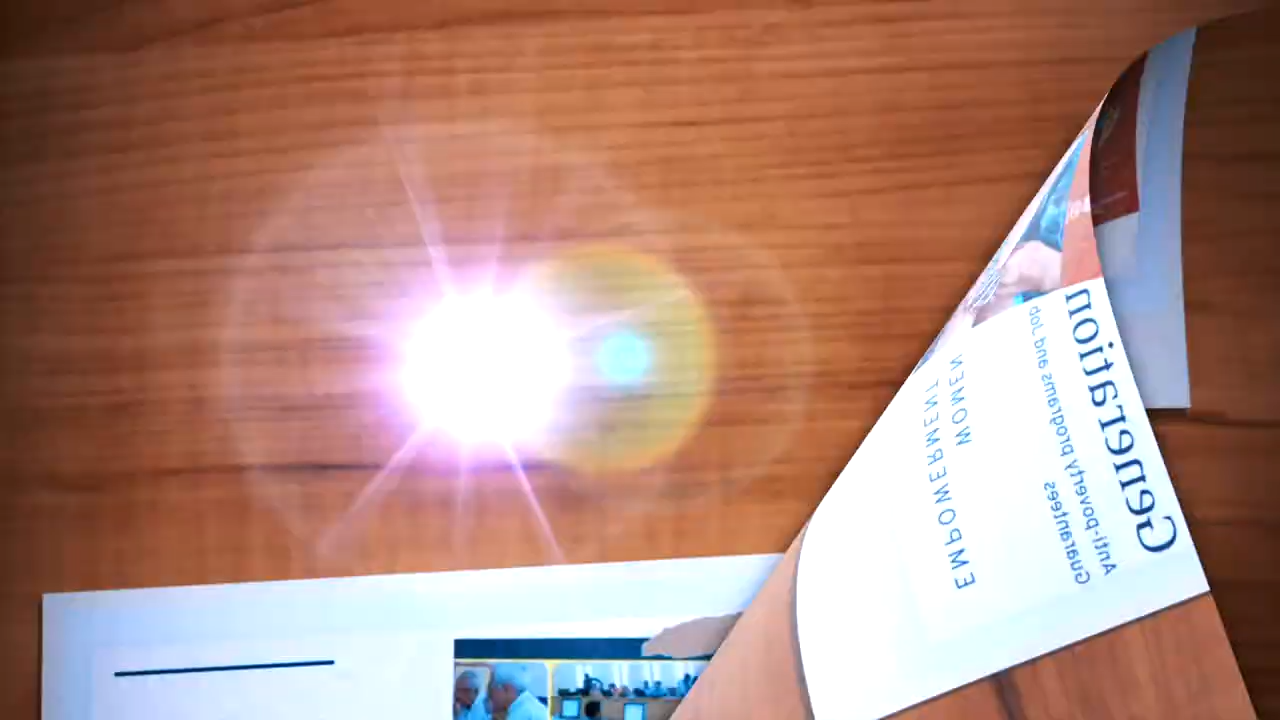 Generation
Anti-poverty programs and Job
Guarantees
WOMEN
EMPOWERMENT